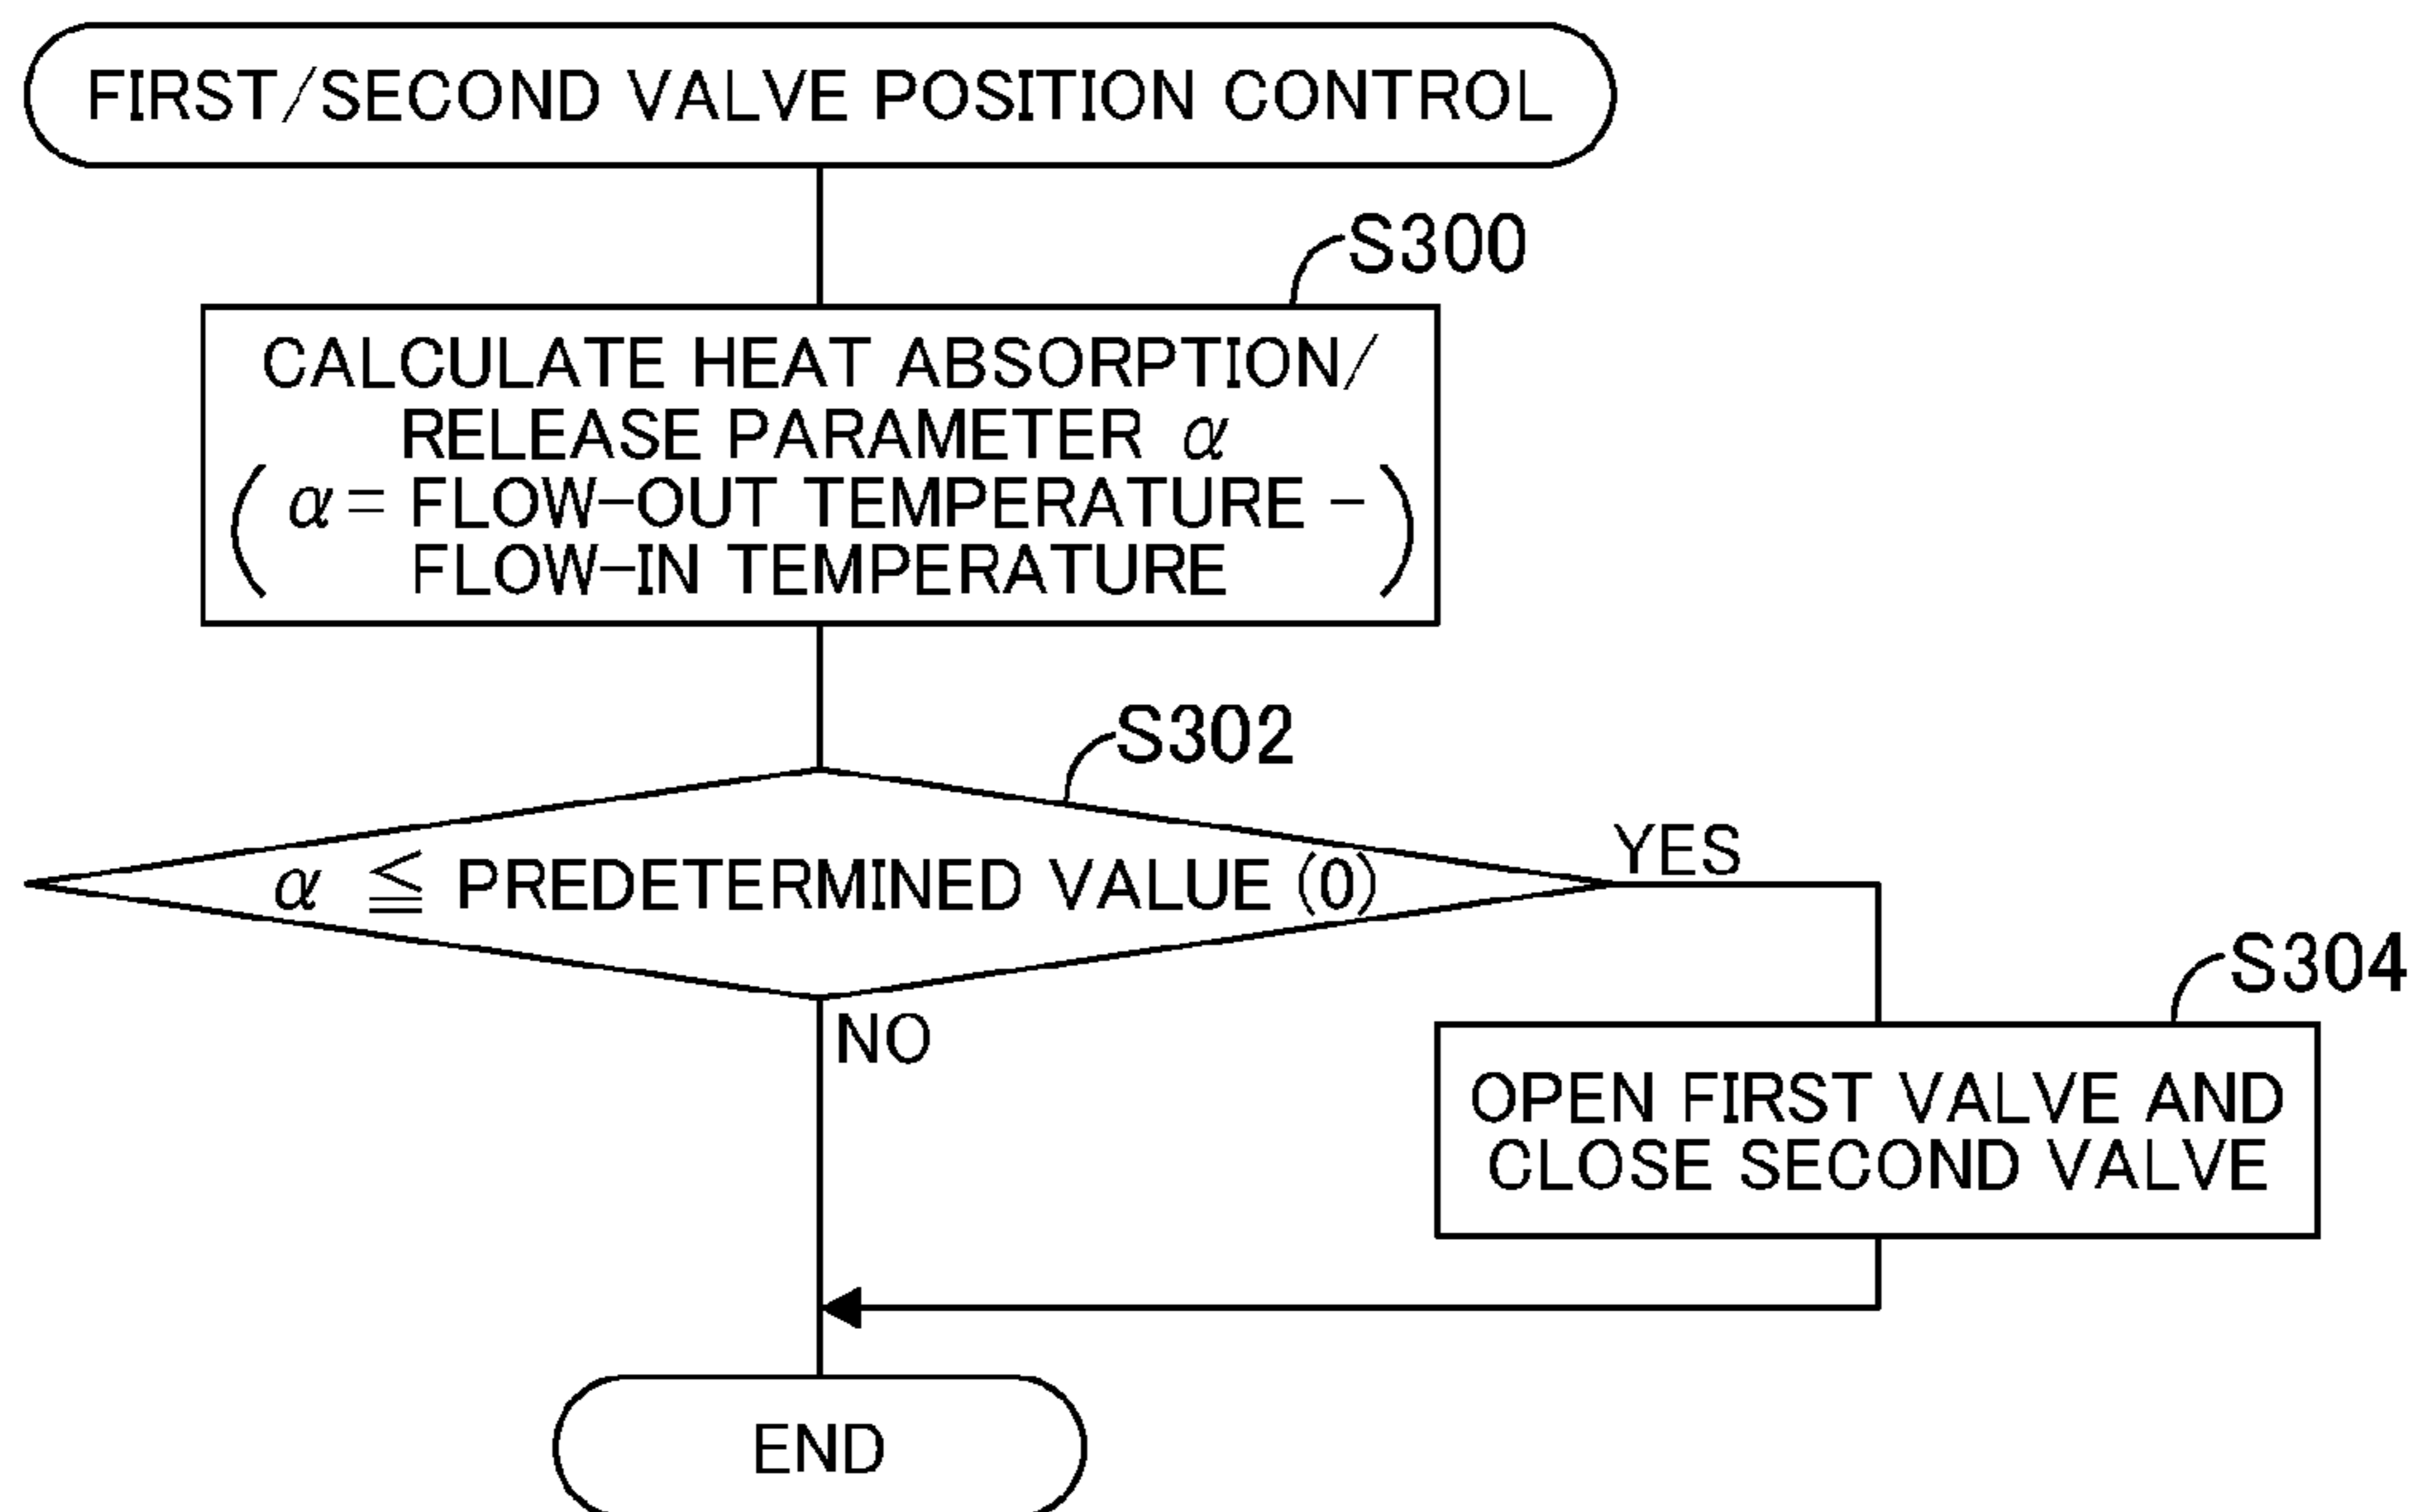 FIRST/SECOND VALVE POSITION CONTROL
S300
CALCULATE HEAT ABSORPTION/
RELEASE PARAMETER α
( α = FLOW-OUT TEMPERATURE -
FLOW-IN TEMPERATURE )
S302
α ≦ PREDETERMINED VALUE (0)
YES
S304
NO
OPEN FIRST VALVE AND
CLOSE SECOND VALVE
END